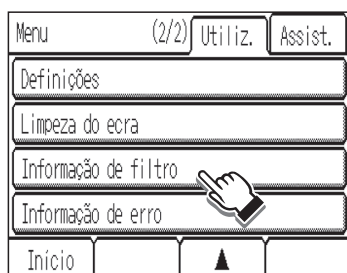 Menu (2/2) Utiliz. Assist.
Definições
Limpeza do ecra
Informação de filtro
Informação de erro
Início